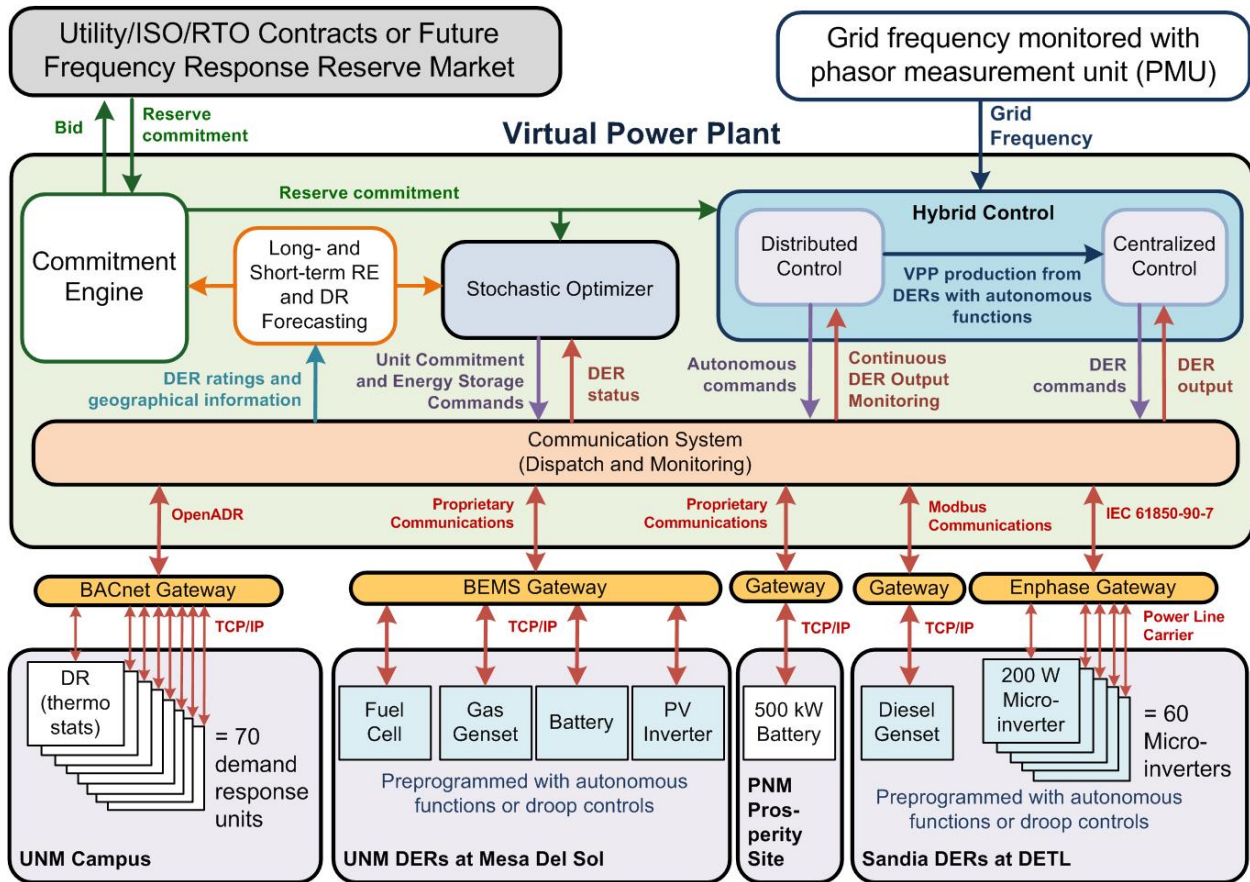 Utility/ISO/RTO Contracts or Future
Frequency Response Reserve Market
Grid frequency monitored with
phasor measurement unit (PMU)
Bid
Reserve
commitment
Virtual Power Plant
Grid
Frequency
Commitment
Engine
Reserve commitment
Long- and
Short-term RE
and DR
Forecasting
Stochastic Optimizer
Hybrid Control
Distributed
Control
VPP production from
DERs with autonomous
functions
Centralized
Control
DER ratings and
geographical information
Unit Commitment
and Energy Storage
Commands
DER
status
Autonomous
commands
Continuous
DER Output
Monitoring
DER
commands
DER
output
Communication System
(Dispatch and Monitoring)
OpenADR
Proprietary
Communications
Proprietary
Communications
Modbus
Communications
IEC 61850-90-7
BACnet Gateway
BEMS Gateway
Gateway
Gateway
Enphase Gateway
TCP/IP
TCP/IP
TCP/IP
TCP/IP
Power Line
Carrier
DR
(thermo
stats)
= 70
demand
response
units
UNM Campus
Fuel
Cell
Gas
Genset
Battery
PV
Inverter
Preprogrammed with autonomous
functions or droop controls
UNM DERs at Mesa Del Sol
500 kW
Battery
PNM
Pros-
perity
Site
Diesel
Genset
200 W
Micro-
inverter
= 60
Micro-
inverters
Preprogrammed with autonomous
functions or droop controls
Sandia DERs at DETL